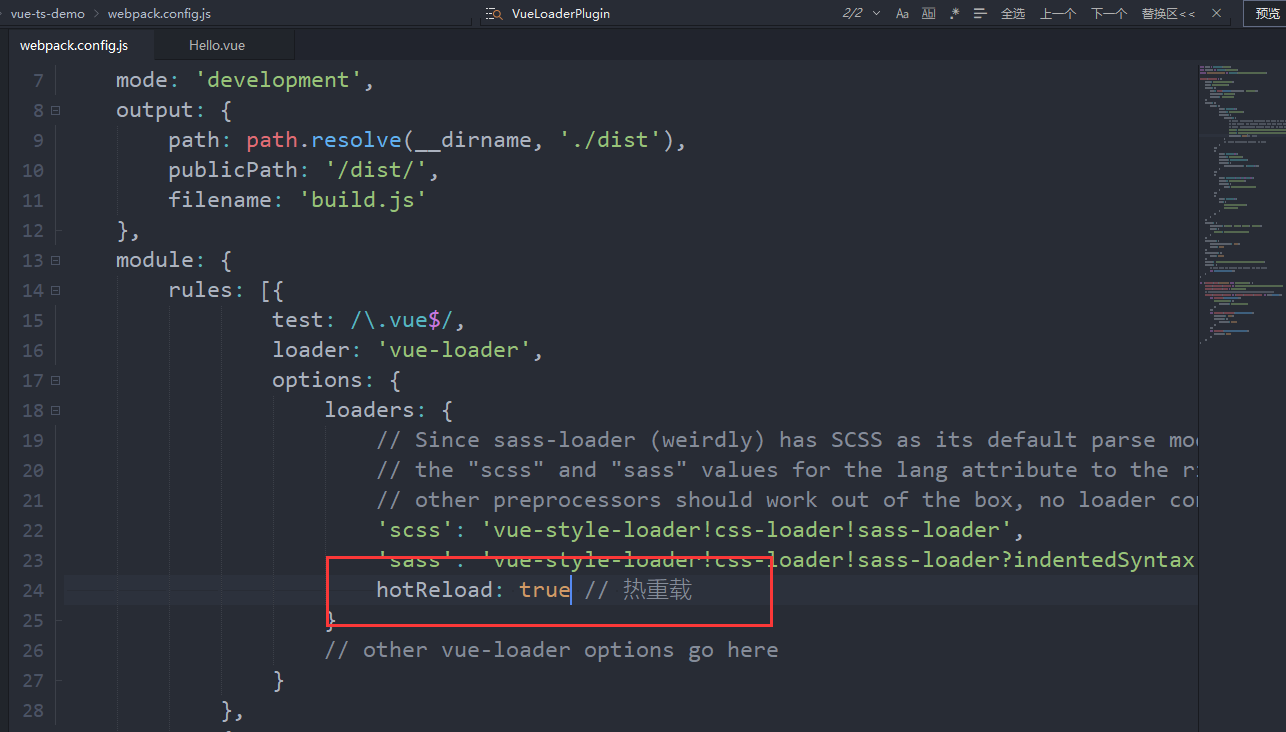 vue-ts-demo > webpack.config.js VueLoaderPlugin 2/2 Aa Ab .* 全选 上一个 下一个 替换区<< 预览
webpack.config.js Hello.vue
7 mode: 'development',
8 output: {
9 path: path.resolve(__dirname, './dist'),
10 publicPath: '/dist/',
11 filename: 'build.js'
12 },
13 module: {
14 rules: [{
15 test: /\.vue$/,
16 loader: 'vue-loader',
17 options: {
18 loaders: {
19 // Since sass-loader (weirdly) has SCSS as its default parse
20 // the "scss" and "sass" values for the lang attribute to the
21 // other preprocessors should work out of the box, no loader
22 'scss': 'vue-style-loader!css-loader!sass-loader',
23 'sass': 'vue-style-loader!css-loader!sass-loader?indentedSyntax
24 hotReload: true // 热重载
25 }
26 // other vue-loader options go here
27 }
28 },